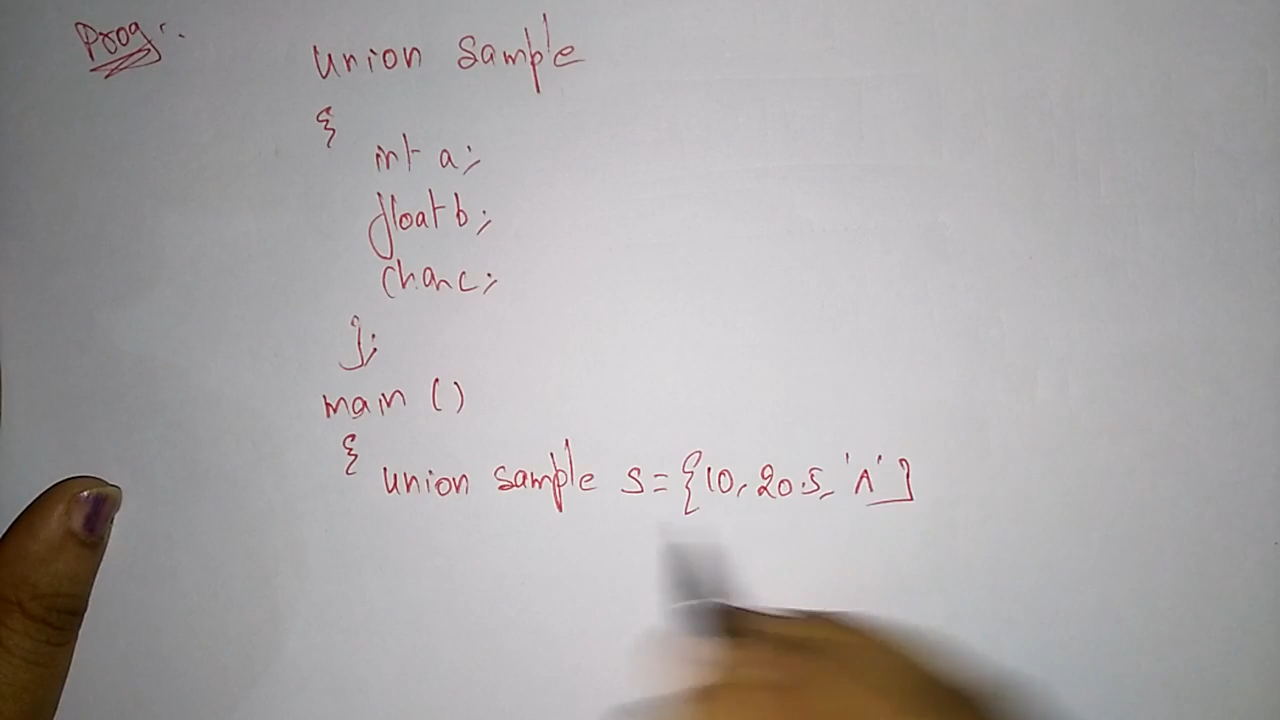 Prog:
union sample
{
int a;
float b;
char c;
};
main ()
{ union sample s={10, 20.5, 'A'}